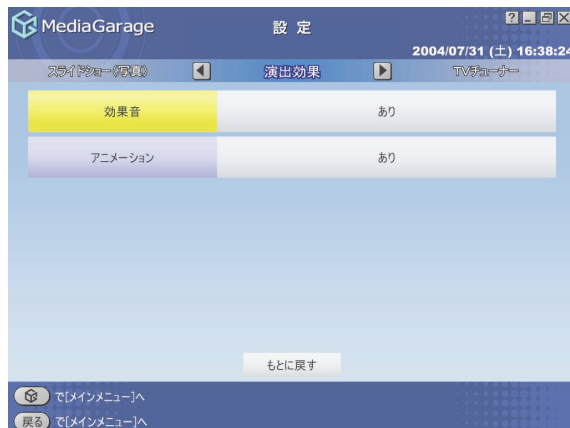 MediaGarage
設 定
2004/07/31 (土) 16:38:24
スライドショー(写真) 演出効果 TVチューナー
効果音 あり
アニメーション あり
もとに戻す
で[メインメニュー]へ
戻る で[メインメニュー]へ